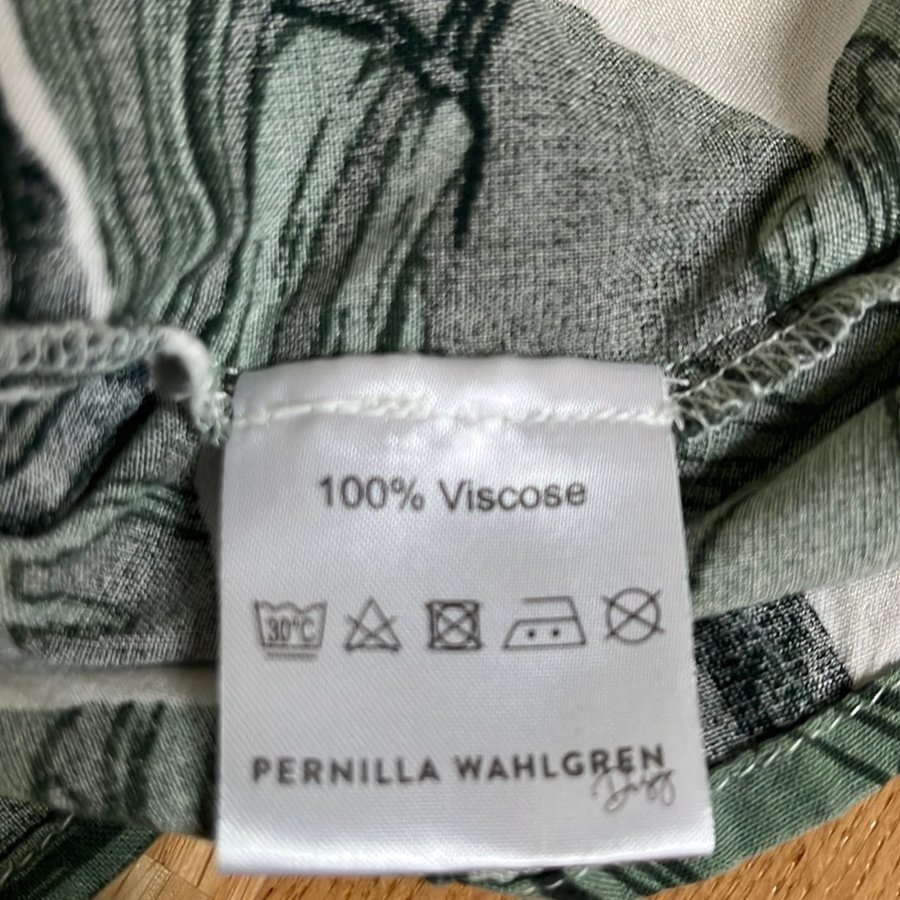 100% Viscose
30°C
PERNILLA WAHLGREN